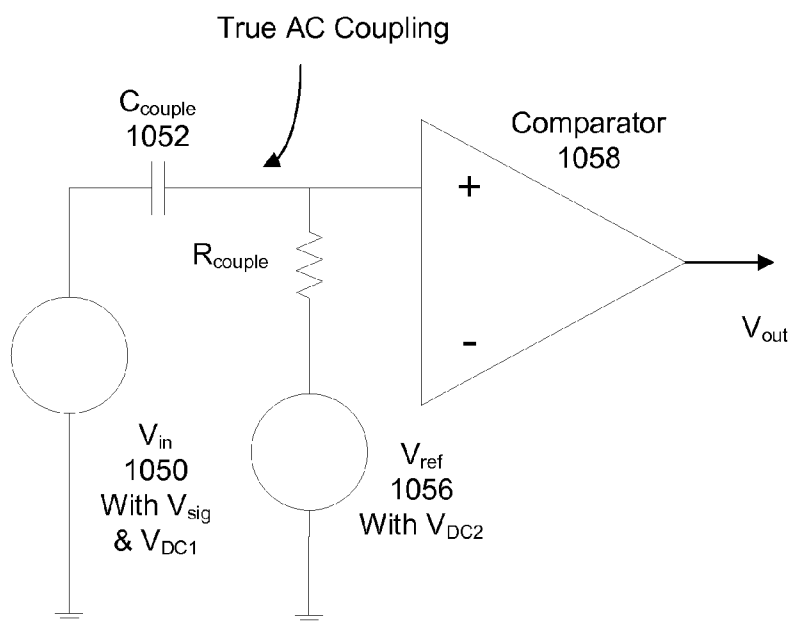 True AC Coupling
C_couple
1052
Comparator
1058
+
R_couple
-
V_out
V_in
1050
With V_sig
& V_DC1
V_ref
1056
With V_DC2